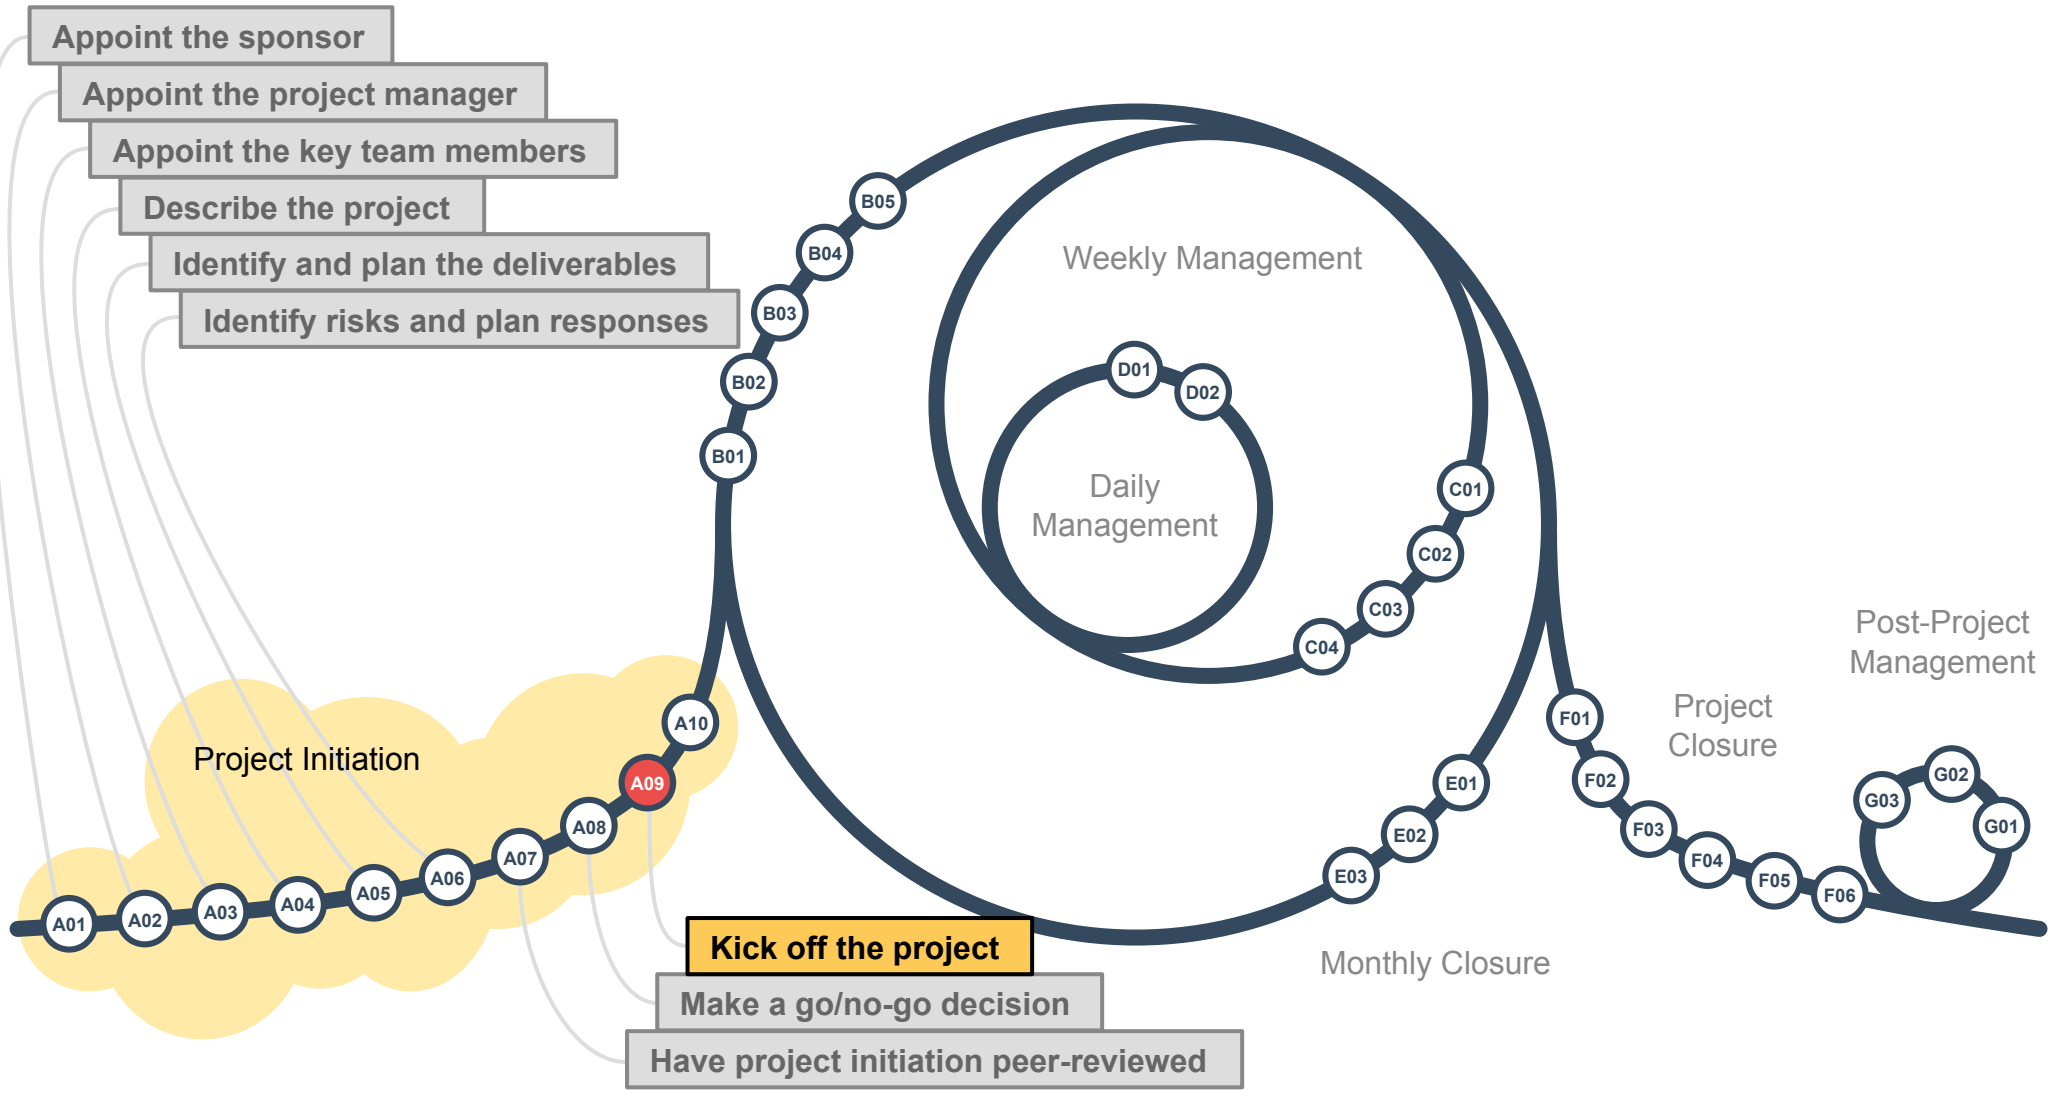 Appoint the sponsor
Appoint the project manager
Appoint the key team members
Describe the project
Identify and plan the deliverables
Identify risks and plan responses
B05
B04
B03
B02
B01
Weekly Management
D01
D02
Daily
Management
C01
C02
C03
C04
Project Initiation
A01
A02
A03
A04
A05
A06
A07
A08
A09
A10
Kick off the project
Make a go/no-go decision
Have project initiation peer-reviewed
E01
E02
E03
Monthly Closure
F01
F02
F03
F04
F05
F06
Project
Closure
Post-Project
Management
G03
G02
G01